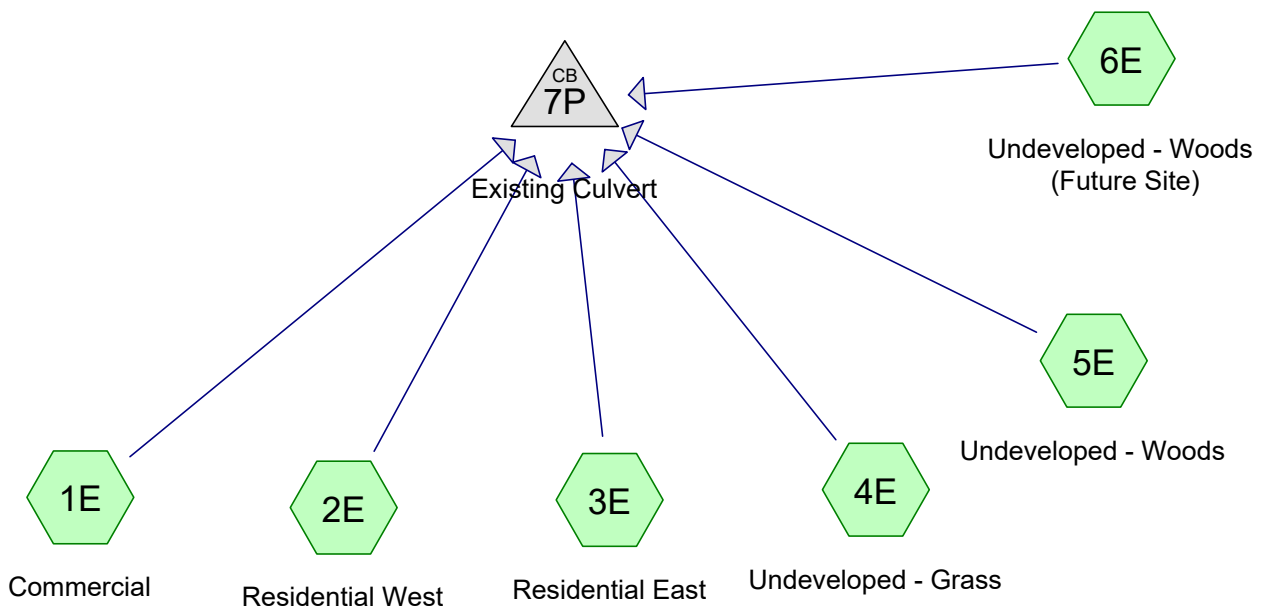 CB
7P
Existing Culvert
6E
Undeveloped - Woods
(Future Site)
5E
Undeveloped - Woods
1E
Commercial
2E
Residential West
3E
Residential East
4E
Undeveloped - Grass